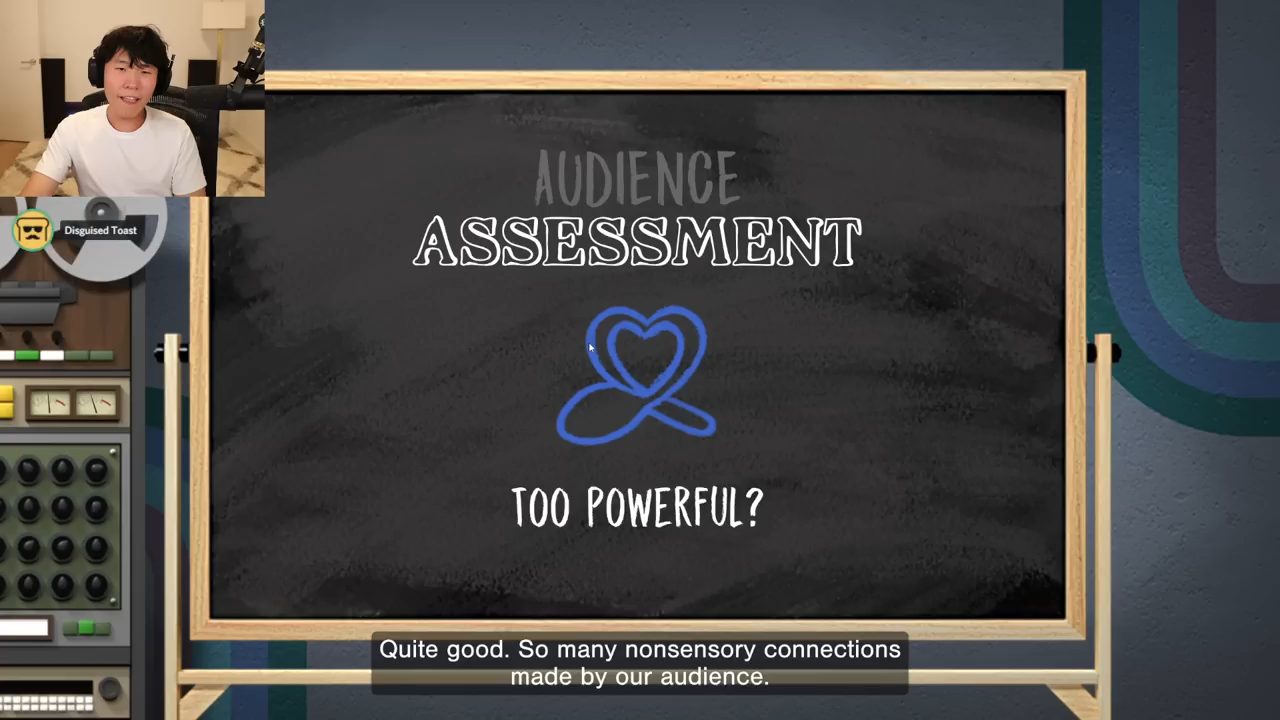 AUDIENCE
ASSESSMENT
Disguised Toast
TOO POWERFUL?
Quite good. So many nonsensory connections
made by our audience.